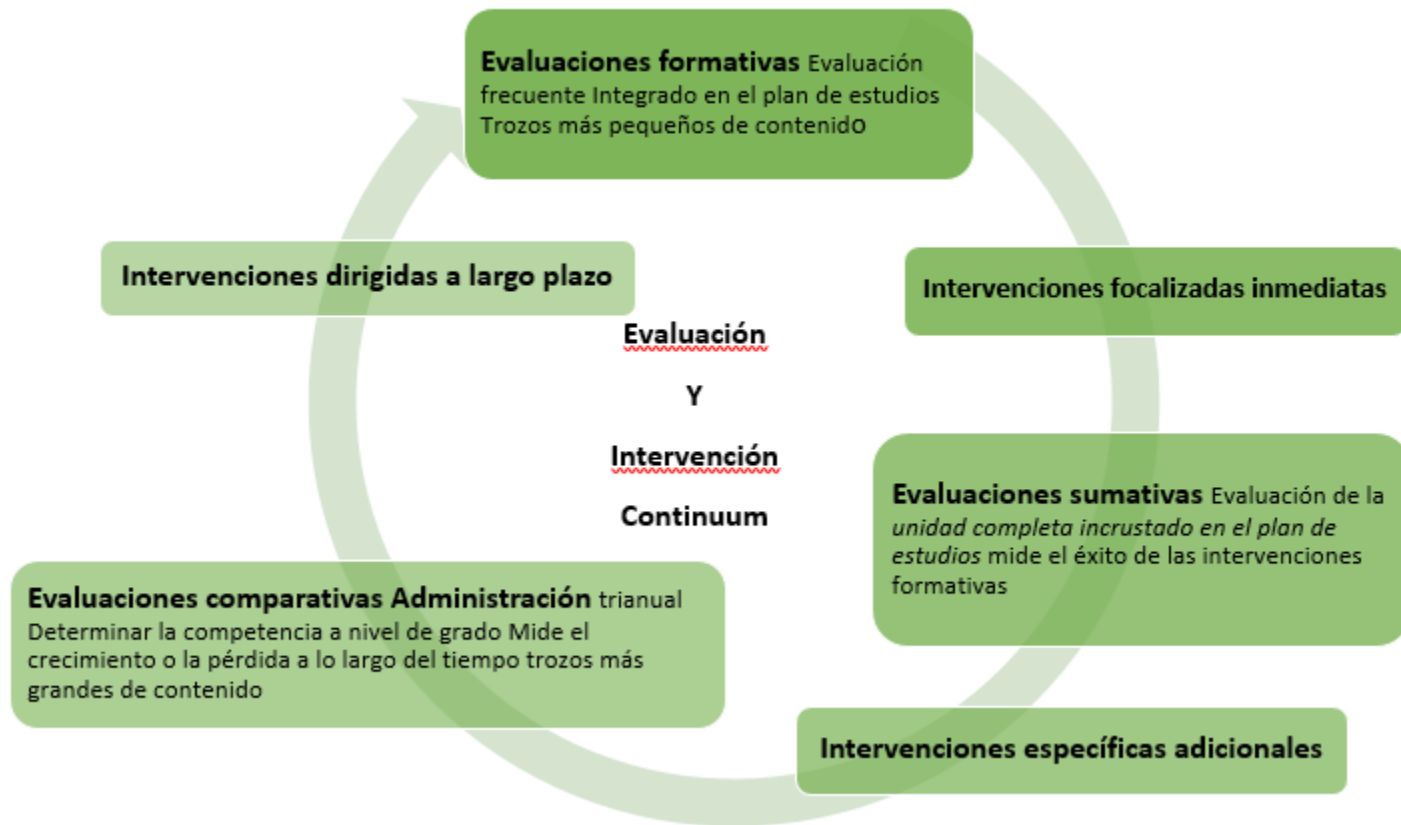 Evaluaciones formativas Evaluación
frecuente Integrado en el plan de estudios
Trozos más pequeños de contenido
Intervenciones dirigidas a largo plazo
Intervenciones focalizadas inmediatas
Evaluación
Y
Intervención
Continuum
Evaluaciones sumativas Evaluación de la
unidad completa incrustado en el plan de
estudios mide el éxito de las intervenciones
formativas
Evaluaciones comparativas Administración trianual
Determinar la competencia a nivel de grado Mide el
crecimiento o la pérdida a lo largo del tiempo trozos más
grandes de contenido
Intervenciones específicas adicionales